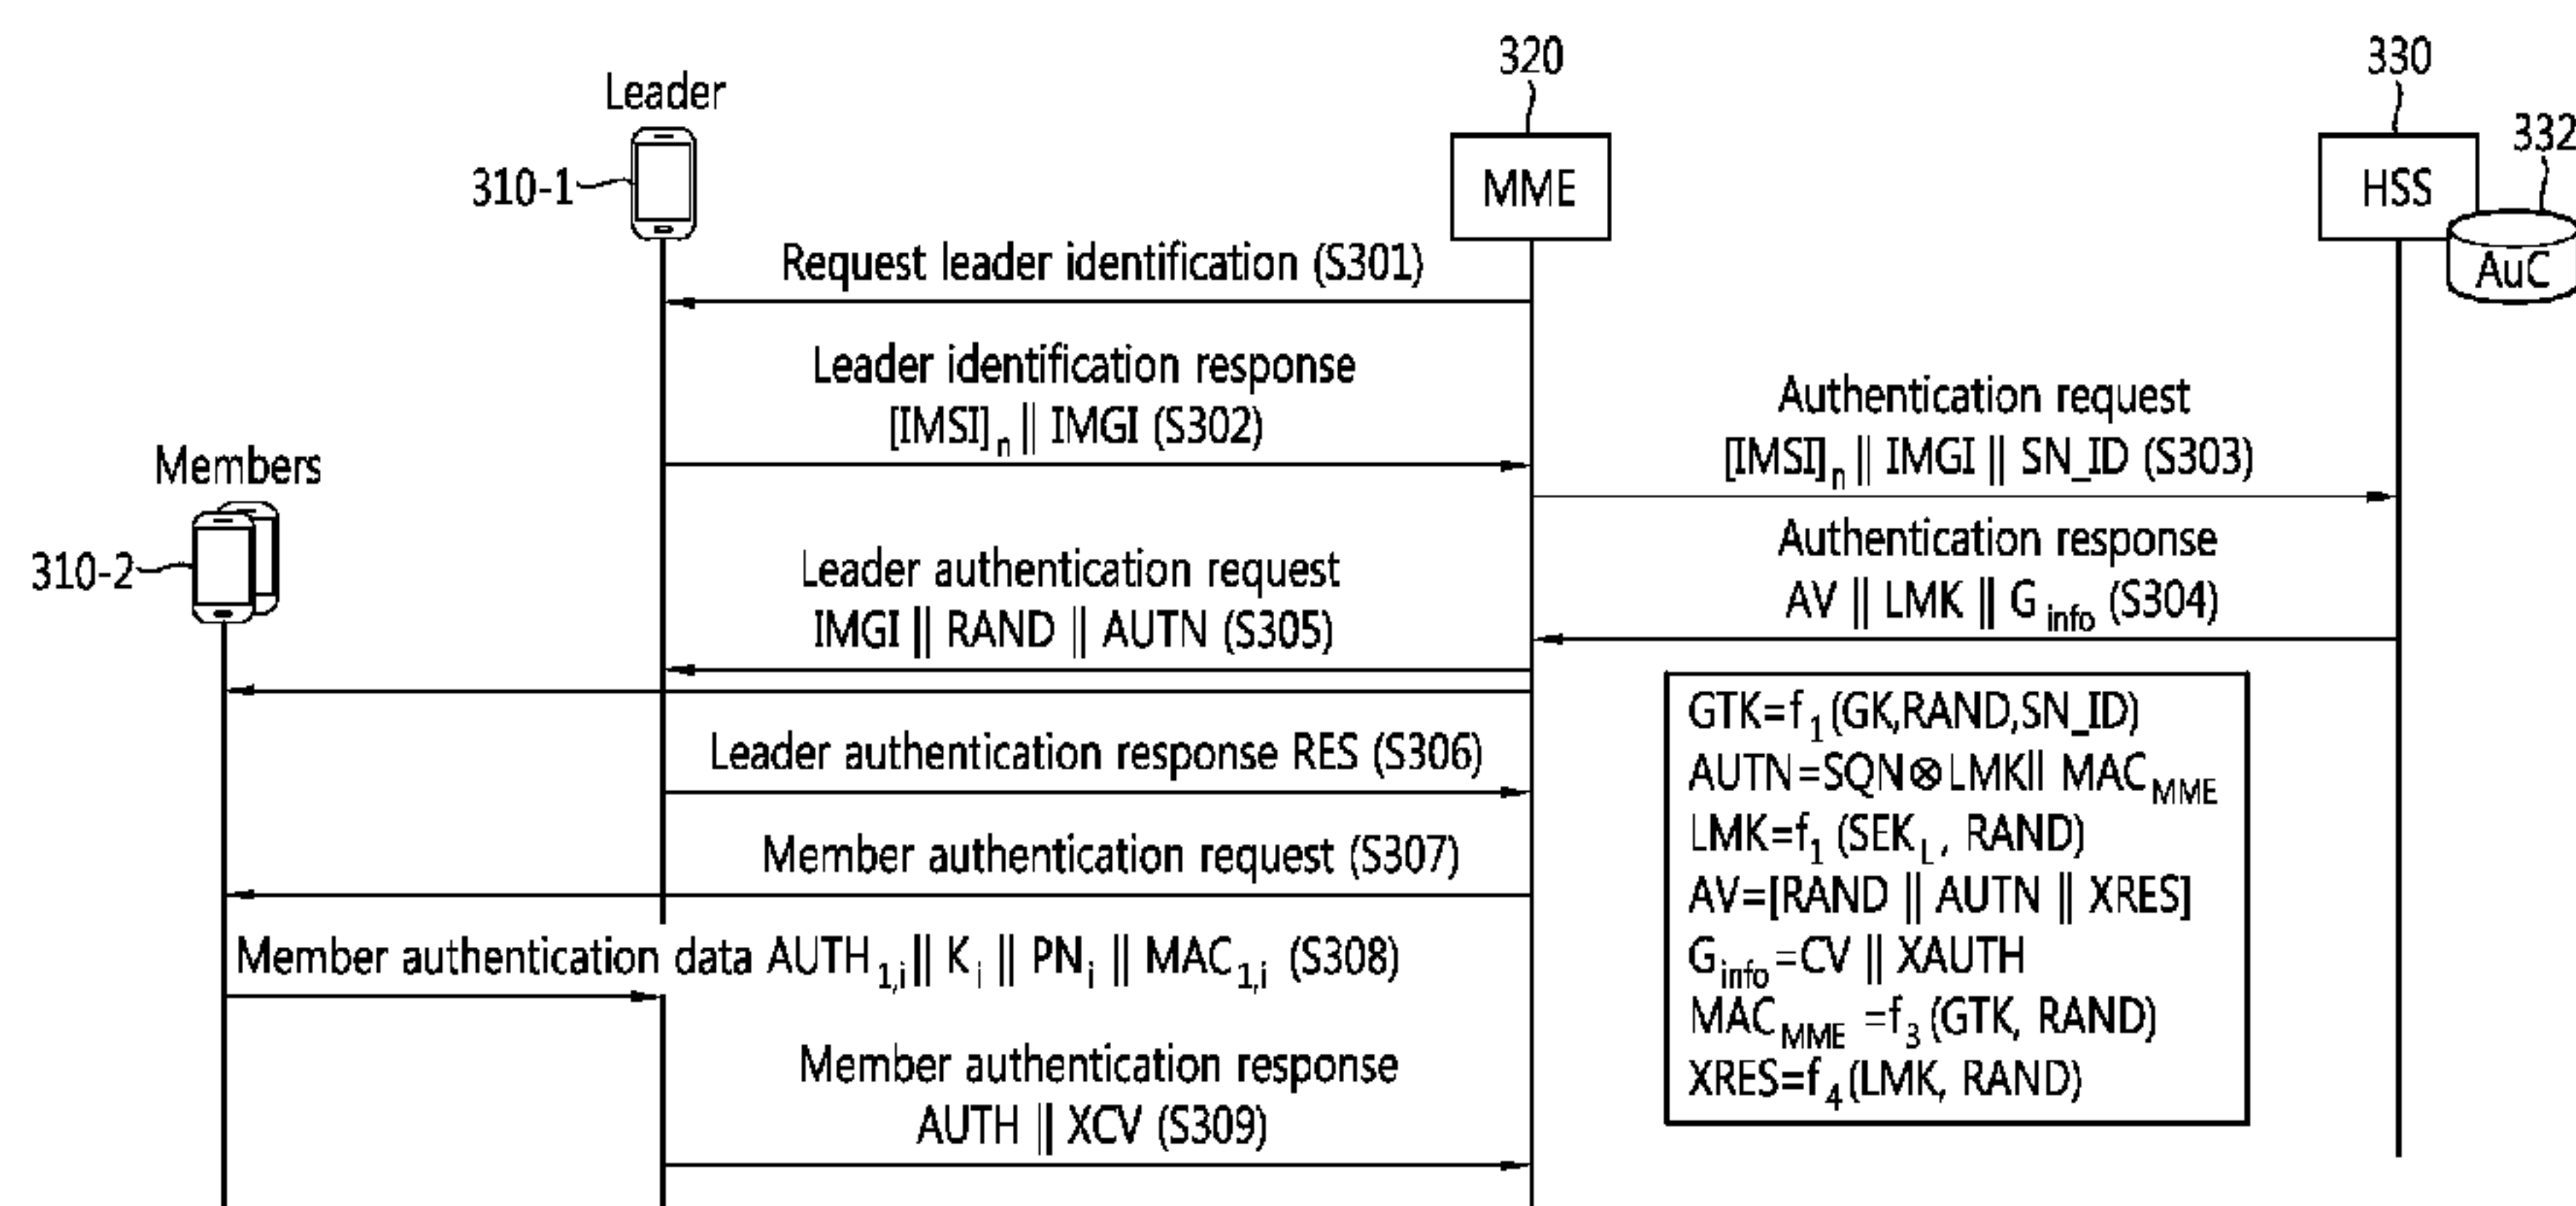 320
330
Leader
332
310-1
MME
HSS
AuC
Request leader identification (S301)
Leader identification response
[IMSI]n || IMGI (S302)
Authentication request
[IMSI]n || IMGI || SN_ID (S303)
Members
310-2
Authentication response
AV || LMK || G info (S304)
Leader authentication request
IMGI || RAND || AUTN (S305)
Leader authentication response RES (S306)
Member authentication request (S307)
Member authentication data AUTH1,i || Ki || PNi || MAC1,i (S308)
Member authentication response
AUTH || XCV (S309)
GTK=f1(GK,RAND,SN_ID)
AUTN=SQN⊗LMK|| MACMME
LMK=f1(SEKL, RAND)
AV=[RAND || AUTN || XRES]
Ginfo=CV || XAUTH
MACMME =f3(GTK, RAND)
XRES=f4(LMK, RAND)